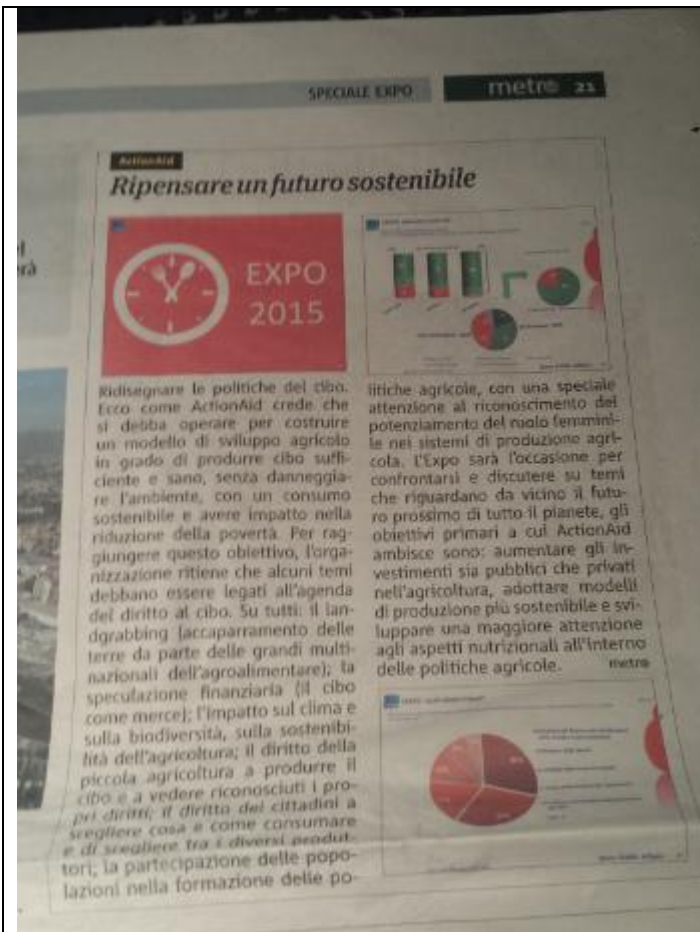 SPECIALE EXPO
metro 21
ActionAid
Ripensare un futuro sostenibile
EXPO
2015
Ridisegnare le politiche del cibo.
Ecco come ActionAid crede che
si debba operare per costruire
un modello di sviluppo agricolo
in grado di produrre cibo suffi-
ciente e sano, senza danneggia-
re l'ambiente, con un consumo
sostenibile e avere impatto nella
riduzione della povertà. Per rag-
giungere questo obiettivo, l'orga-
nizzazione ritiene che alcuni temi
debbano essere legati all'agenda
del diritto al cibo. Su tutti: il lan-
dgrabbing (accaparramento delle
terre da parte delle grandi multi-
nazionali dell'agroalimentare); la
speculazione finanziaria (il cibo
come merce); l'impatto sul clima e
sulla biodiversità, sulla sostenibi-
lità dell'agricoltura; il diritto della
piccola agricoltura a produrre il
cibo e a vedere riconosciuti i pro-
pri diritti; il diritto dei cittadini a
scegliere cosa e come consumare
e di scegliere tra i diversi produt-
tori; la partecipazione delle popo-
lazioni nella formazione delle po-
litiche agricole, con una speciale
attenzione al riconoscimento del
potenziamento del ruolo femmini-
le nei sistemi di produzione agri-
cola. L'Expo sarà l'occasione per
confrontarsi e discutere su temi
che riguardano da vicino il futu-
ro prossimo di tutto il pianete, gli
obiettivi primari a cui ActionAid
ambisce sono: aumentare gli in-
vestimenti sia pubblici che privati
nell'agricoltura, adottare modelli
di produzione più sostenibile e svi-
luppare una maggiore attenzione
agli aspetti nutrizionali all'interno
delle politiche agricole. metro